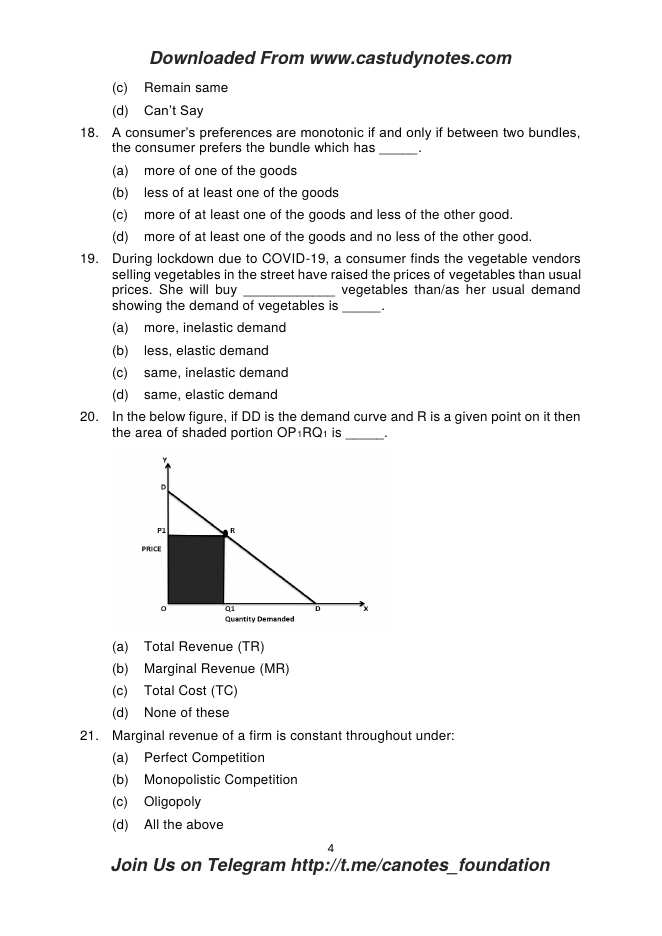 Downloaded From www.castudynotes.com
(c) Remain same
(d) Can't Say
18. A consumer's preferences are monotonic if and only if between two bundles,
the consumer prefers the bundle which has _____.
(a) more of one of the goods
(b) less of at least one of the goods
(c) more of at least one of the goods and less of the other good.
(d) more of at least one of the goods and no less of the other good.
19. During lockdown due to COVID-19, a consumer finds the vegetable vendors
selling vegetables in the street have raised the prices of vegetables than usual
prices. She will buy ____________ vegetables than/as her usual demand
showing the demand of vegetables is _____.
(a) more, inelastic demand
(b) less, elastic demand
(c) same, inelastic demand
(d) same, elastic demand
20. In the below figure, if DD is the demand curve and R is a given point on it then
the area of shaded portion OP1RQ1 is _____.
Y
D
P1 R
PRICE
O Q1 D X
Quantity Demanded
(a) Total Revenue (TR)
(b) Marginal Revenue (MR)
(c) Total Cost (TC)
(d) None of these
21. Marginal revenue of a firm is constant throughout under:
(a) Perfect Competition
(b) Monopolistic Competition
(c) Oligopoly
(d) All the above
4
Join Us on Telegram http://t.me/canotes_foundation